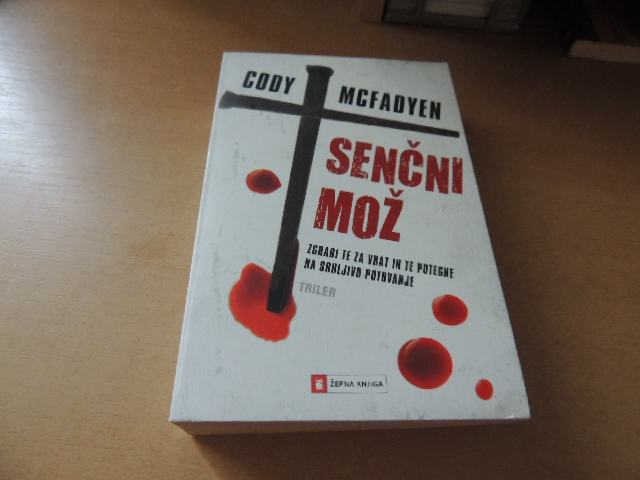 CODY MCFADYEN
SENČNI
MOŽ
ZGRABI TE ZA VRAT IN TE POTEGNE
NA SRHLJIVO POTOVANJE
TRILER
ŽEPNA KNJIGA